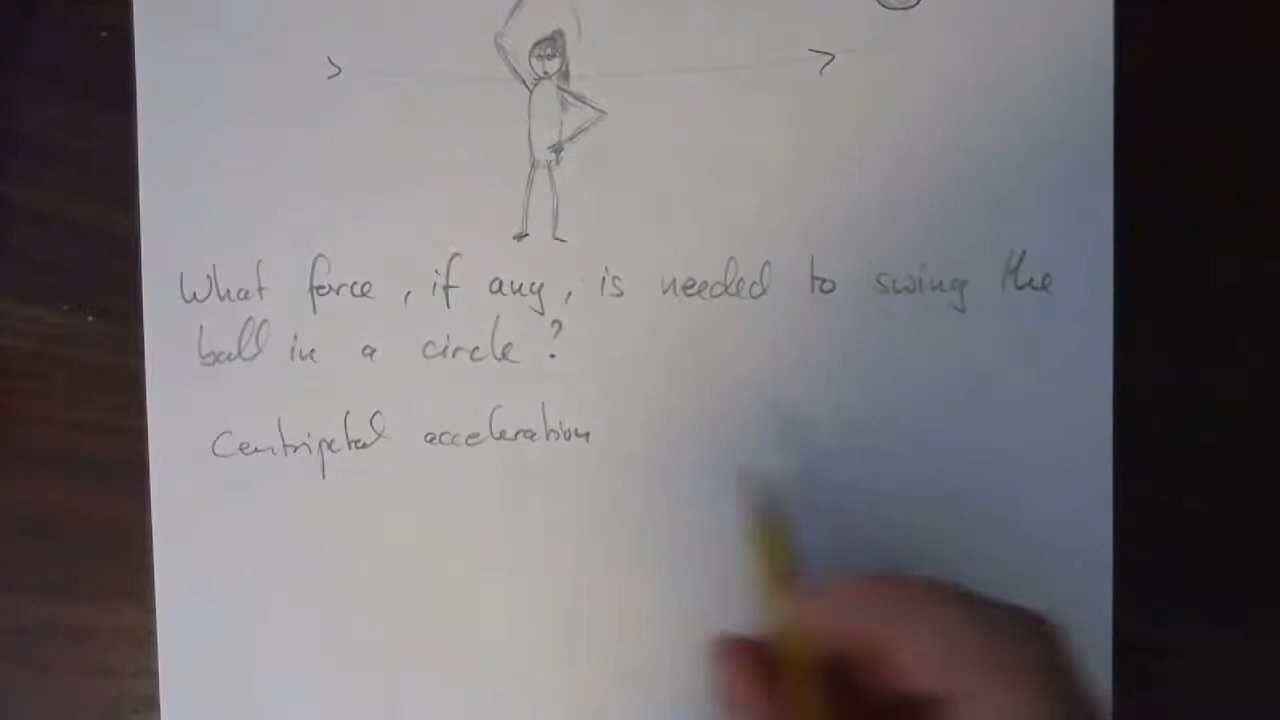 What force, if any, is needed to swing the
ball in a circle?
Centripetal acceleration